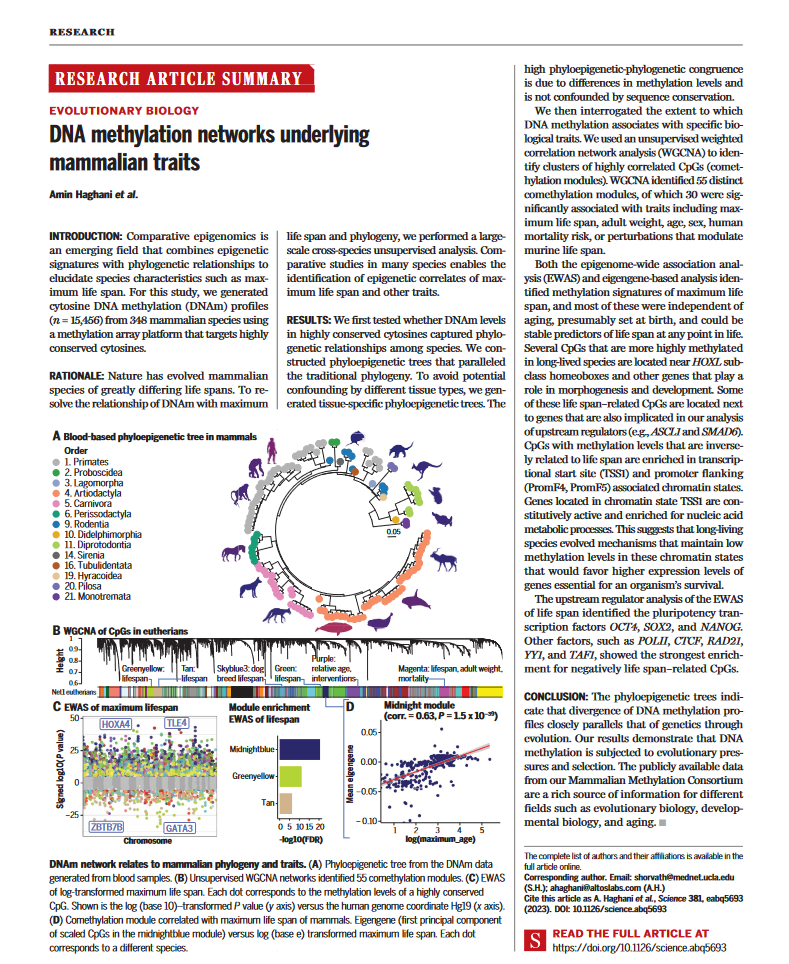 RESEARCH
RESEARCH ARTICLE SUMMARY
EVOLUTIONARY BIOLOGY
DNA methylation networks underlying
mammalian traits
Amin Haghani et al.
INTRODUCTION: Comparative epigenomics is
an emerging field that combines epigenetic
signatures with phylogenetic relationships to
elucidate species characteristics such as max-
imum life span. For this study, we generated
cytosine DNA methylation (DNAm) profiles
(n = 15,456) from 348 mammalian species using
a methylation array platform that targets highly
conserved cytosines.
RATIONALE: Nature has evolved mammalian
species of greatly differing life spans. To re-
solve the relationship of DNAm with maximum
life span and phylogeny, we performed a large-
scale cross-species unsupervised analysis. Com-
parative studies in many species enables the
identification of epigenetic correlates of max-
imum life span and other traits.
RESULTS: We first tested whether DNAm levels
in highly conserved cytosines captured phylo-
genetic relationships among species. We con-
structed phyloepigenetic trees that paralleled
the traditional phylogeny. To avoid potential
confounding by different tissue types, we gen-
erated tissue-specific phyloepigenetic trees. The
high phyloepigenetic-phylogenetic congruence
is due to differences in methylation levels and
is not confounded by sequence conservation.
We then interrogated the extent to which
DNA methylation associates with specific bio-
logical traits. We used an unsupervised weighted
correlation network analysis (WGCNA) to iden-
tify clusters of highly correlated CpGs (comet-
hylation modules). WGCNA identified 55 distinct
comethylation modules, of which 30 were sig-
nificantly associated with traits including max-
imum life span, adult weight, age, sex, human
mortality risk, or perturbations that modulate
murine life span.
Both the epigenome-wide association anal-
ysis (EWAS) and eigengene-based analysis iden-
tified methylation signatures of maximum life
span, and most of these were independent of
aging, presumably set at birth, and could be
stable predictors of life span at any point in life.
Several CpGs that are more highly methylated
in long-lived species are located near HOXL sub-
class homeoboxes and other genes that play a
role in morphogenesis and development. Some
of these life span–related CpGs are located next
to genes that are also implicated in our analysis
of upstream regulators (e.g., ASCL1 and SMAD6).
CpGs with methylation levels that are inverse-
ly related to life span are enriched in transcrip-
tional start site (TSS1) and promoter flanking
(PromF4, PromF5) associated chromatin states.
Genes located in chromatin state TSS1 are con-
stitutively active and enriched for nucleic acid
metabolic processes. This suggests that long-living
species evolved mechanisms that maintain low
methylation levels in these chromatin states
that would favor higher expression levels of
genes essential for an organism's survival.
The upstream regulator analysis of the EWAS
of life span identified the pluripotency tran-
scription factors OCT4, SOX2, and NANOG.
Other factors, such as POLII, CTCF, RAD21,
YY1, and TAF1, showed the strongest enrich-
ment for negatively life span–related CpGs.
CONCLUSION: The phyloepigenetic trees indi-
cate that divergence of DNA methylation pro-
files closely parallels that of genetics through
evolution. Our results demonstrate that DNA
methylation is subjected to evolutionary pres-
sures and selection. The publicly available data
from our Mammalian Methylation Consortium
are a rich source of information for different
fields such as evolutionary biology, develop-
mental biology, and aging. ■
A Blood-based phyloepigenetic tree in mammals
Order
1. Primates
2. Proboscidea
3. Lagomorpha
4. Artiodactyla
5. Carnivora
6. Perissodactyla
9. Rodentia
10. Didelphimorphia
11. Diprotodontia
14. Sirenia
16. Tubulidentata
19. Hyracoidea
20. Pilosa
21. Monotremata
0.05
B WGCNA of CpGs in eutherians
Height
1
0.9
0.8
0.7
0.6
Greenyellow:
lifespan
Tan:
lifespan
Skyblue3: dog
breed lifespan
Green:
lifespan
Purple:
relative age,
interventions
Magenta: lifespan, adult weight,
mortality
Net1 eutherians
C EWAS of maximum lifespan
Signed log10(P value)
50
25
0
−25
HOXA4
TLE4
ZBTB7B
GATA3
Chromosome
Module enrichment
EWAS of lifespan
Midnightblue
Greenyellow
Tan
0 5 10 15 20
-log10(FDR)
D Midnight module
(corr. = 0.63, P = 1.5 x 10⁻³⁹)
Mean eigengene
0.05
0.00
−0.05
−0.10
1 2 3 4 5
log(maximum_age)
DNAm network relates to mammalian phylogeny and traits. (A) Phyloepigenetic tree from the DNAm data
generated from blood samples. (B) Unsupervised WGCNA networks identified 55 comethylation modules. (C) EWAS
of log-transformed maximum life span. Each dot corresponds to the methylation levels of a highly conserved
CpG. Shown is the log (base 10)–transformed P value (y axis) versus the human genome coordinate Hg19 (x axis).
(D) Comethylation module correlated with maximum life span of mammals. Eigengene (first principal component
of scaled CpGs in the midnightblue module) versus log (base e) transformed maximum life span. Each dot
corresponds to a different species.
The complete list of authors and their affiliations is available in the
full article online.
Corresponding author. Email: shorvath@mednet.ucla.edu
(S.H.); ahaghani@altoslabs.com (A.H.)
Cite this article as A. Haghani et al., Science 381, eabq5693
(2023). DOI: 10.1126/science.abq5693
S READ THE FULL ARTICLE AT
https://doi.org/10.1126/science.abq5693